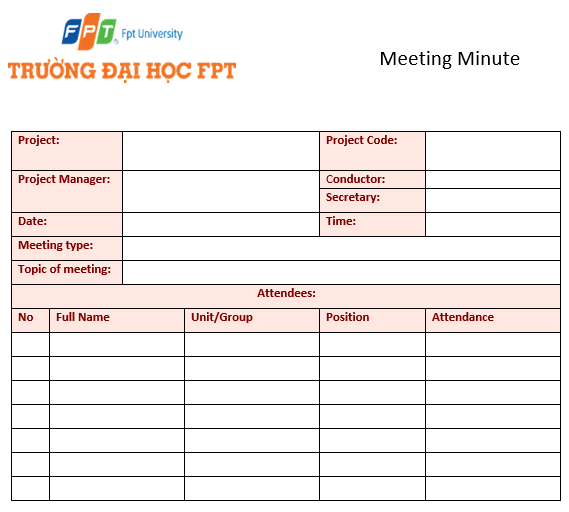 FPT Fpt University
TRƯỜNG ĐẠI HỌC FPT
Meeting Minute
Project: Project Code:
Project Manager: Conductor:
Secretary:
Date: Time:
Meeting type:
Topic of meeting:
Attendees:
No Full Name Unit/Group Position Attendance